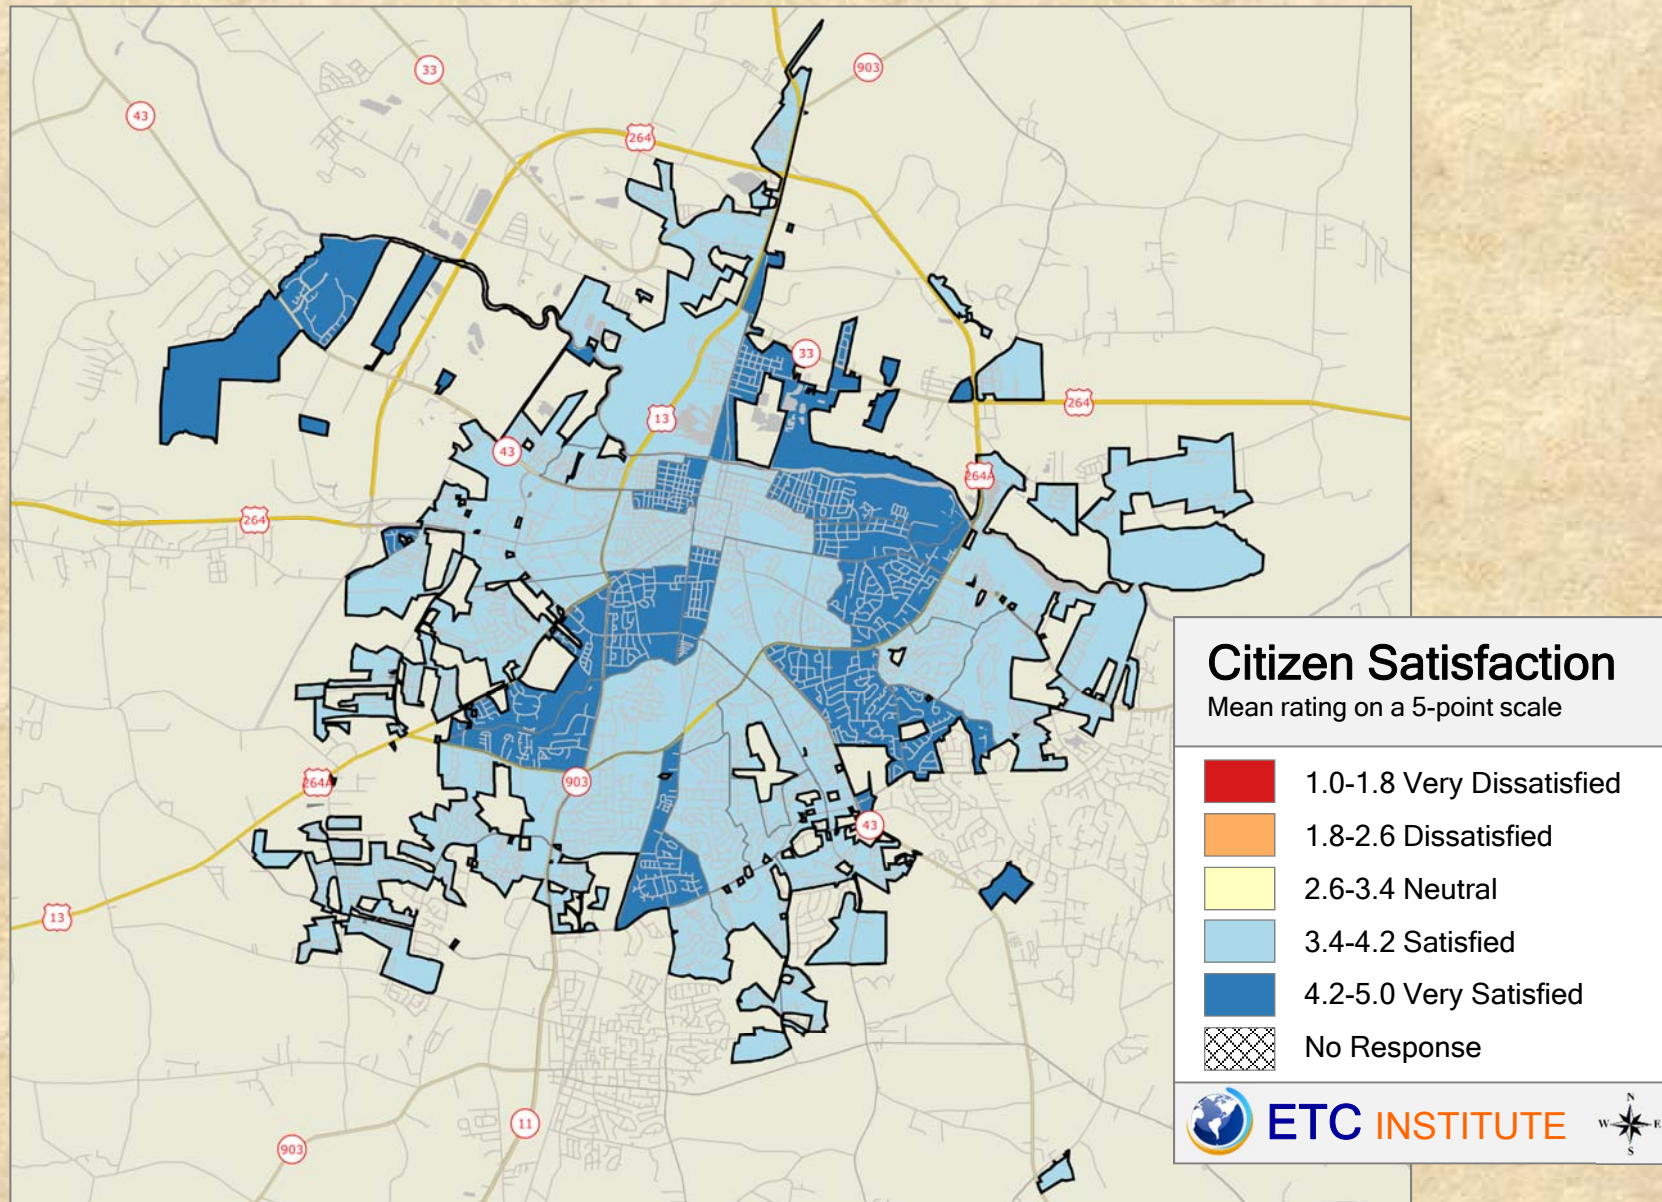 33
903
43
264
33
13
264
43
264A
264
264A
903
43
13
11
903
Citizen Satisfaction
Mean rating on a 5-point scale
1.0-1.8 Very Dissatisfied
1.8-2.6 Dissatisfied
2.6-3.4 Neutral
3.4-4.2 Satisfied
4.2-5.0 Very Satisfied
No Response
ETC INSTITUTE
N
W E
S